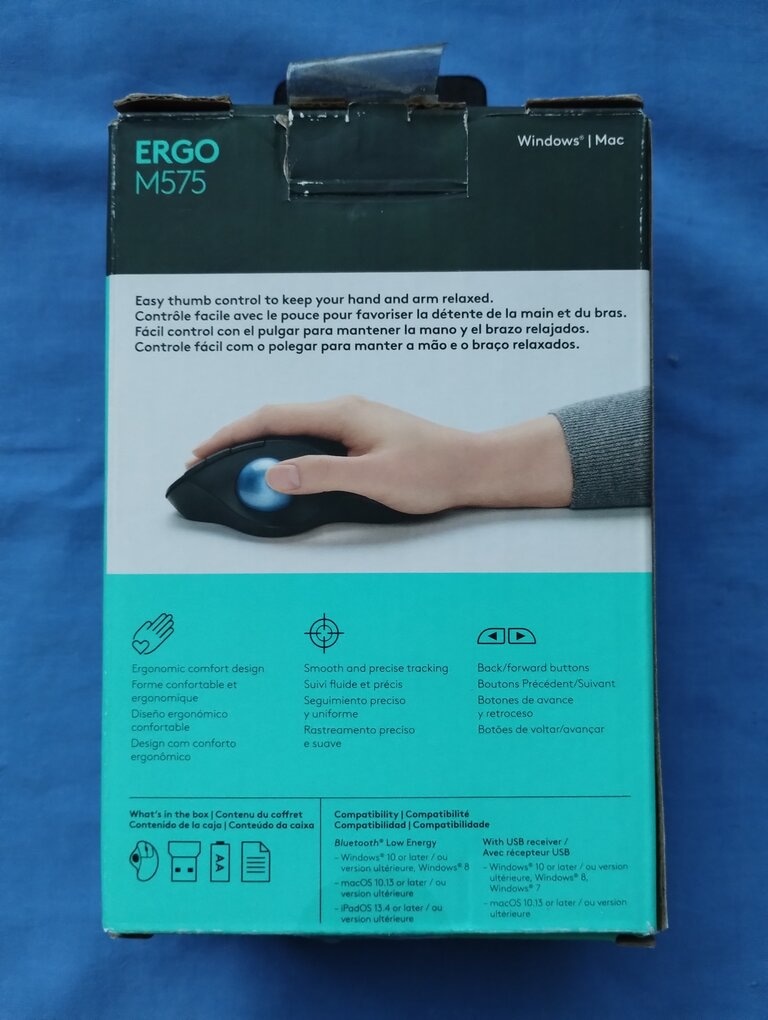 ERGO
M575
Windows® | Mac
Easy thumb control to keep your hand and arm relaxed.
Contrôle facile avec le pouce pour favoriser la détente de la main et du bras.
Fácil control con el pulgar para mantener la mano y el brazo relajados.
Controle fácil com o polegar para manter a mão e o braço relaxados.
Ergonomic comfort design
Forme confortable et
ergonomique
Diseño ergonómico
confortable
Design com conforto
ergonômico
Smooth and precise tracking
Suivi fluide et précis
Seguimiento preciso
y uniforme
Rastreamento preciso
e suave
Back/forward buttons
Boutons Précédent/Suivant
Botones de avance
y retroceso
Botões de voltar/avançar
What's in the box | Contenu du coffret
Contenido de la caja | Conteúdo da caixa
AA
Compatibility | Compatibilité
Compatibilidad | Compatibilidade
Bluetooth® Low Energy
- Windows® 10 or later / ou
version ultérieure, Windows® 8
- macOS 10.13 or later / ou
version ultérieure
- iPadOS 13.4 or later / ou
version ultérieure
With USB receiver /
Avec récepteur USB
- Windows® 10 or later / ou version
ultérieure, Windows® 8,
Windows® 7
- macOS 10.13 or later / ou version
ultérieure